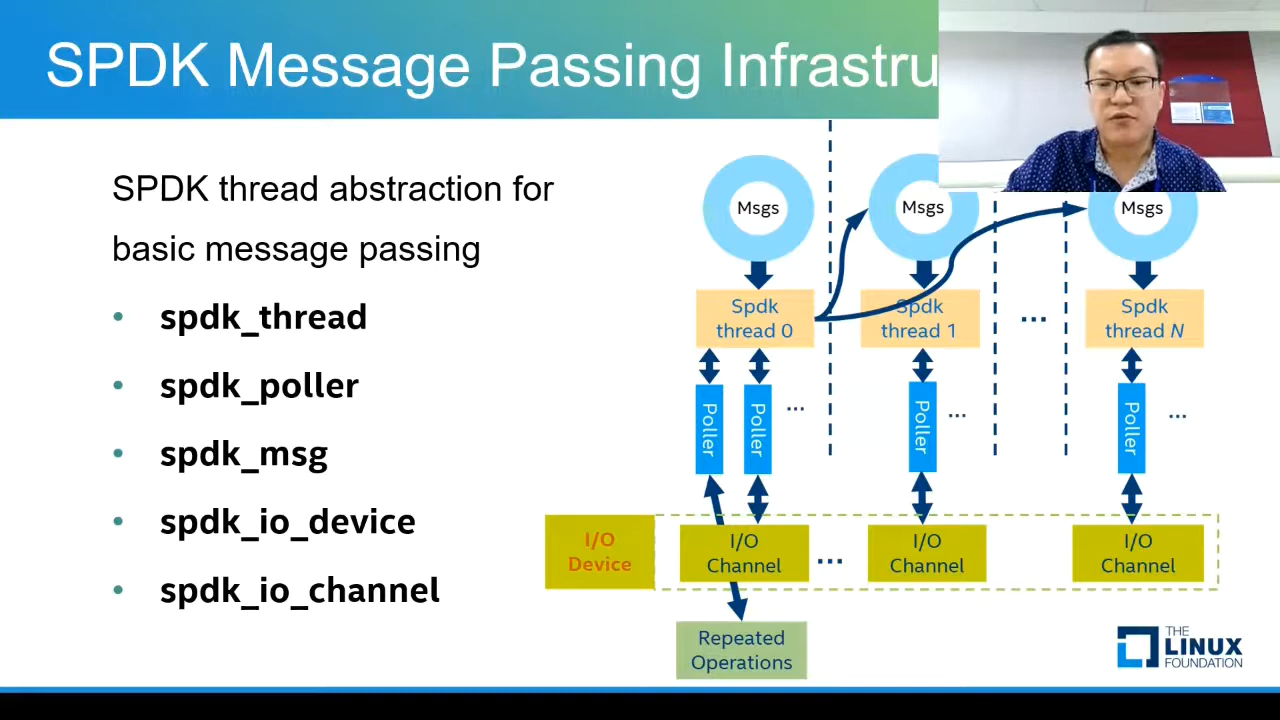 SPDK Message Passing Infrastru
SPDK thread abstraction for
basic message passing
• spdk_thread
• spdk_poller
• spdk_msg
• spdk_io_device
• spdk_io_channel
Msgs
Msgs
Msgs
Spdk
thread 0
Spdk
thread 1
...
Spdk
thread N
Poller
Poller
...
Poller
...
Poller
...
I/O
Device
I/O
Channel
...
I/O
Channel
I/O
Channel
Repeated
Operations
THE
LINUX
FOUNDATION